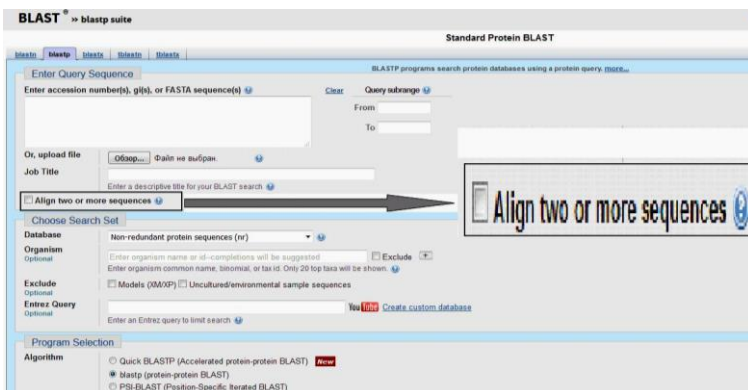 BLAST ® » blastp suite
Standard Protein BLAST
blastn blastp blastx tblastn tblastx
BLASTP programs search protein databases using a protein query. more...
Enter Query Sequence
Enter accession number(s), gi(s), or FASTA sequence(s) Clear Query subrange
From
To
Or, upload file Обзор... Файл не выбран.
Job Title
Enter a descriptive title for your BLAST search
Align two or more sequences
Align two or more sequences
Choose Search Set
Database Non-redundant protein sequences (nr)
Organism
Optional
Enter organism name or id--completions will be suggested Exclude +
Enter organism common name, binomial, or tax id. Only 20 top taxa will be shown.
Exclude
Optional
Models (XM/XP) Uncultured/environmental sample sequences
Entrez Query
Optional
YouTube Create custom database
Enter an Entrez query to limit search
Program Selection
Algorithm
Quick BLASTP (Accelerated protein-protein BLAST) New
blastp (protein-protein BLAST)
PSI-BLAST (Position-Specific Iterated BLAST)